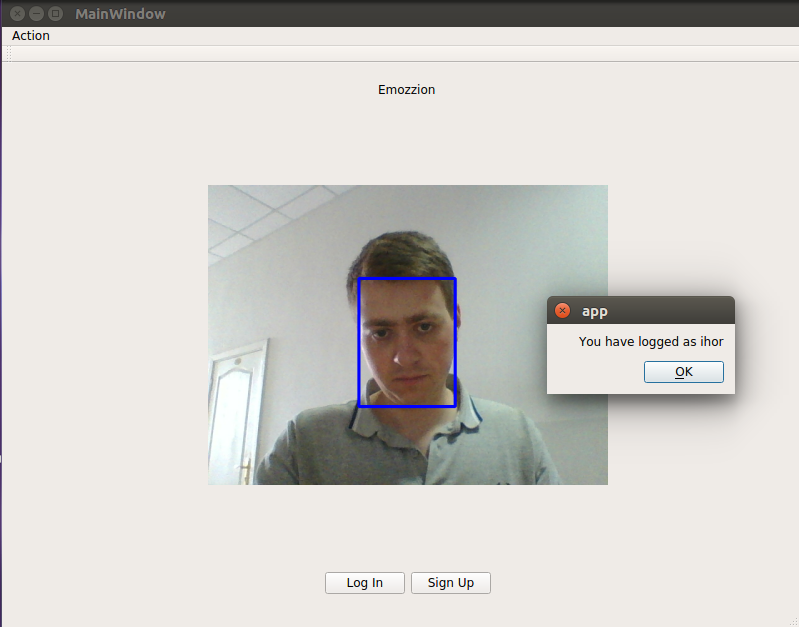 MainWindow
Action
Emozzion
app
You have logged as ihor
OK
Log In
Sign Up